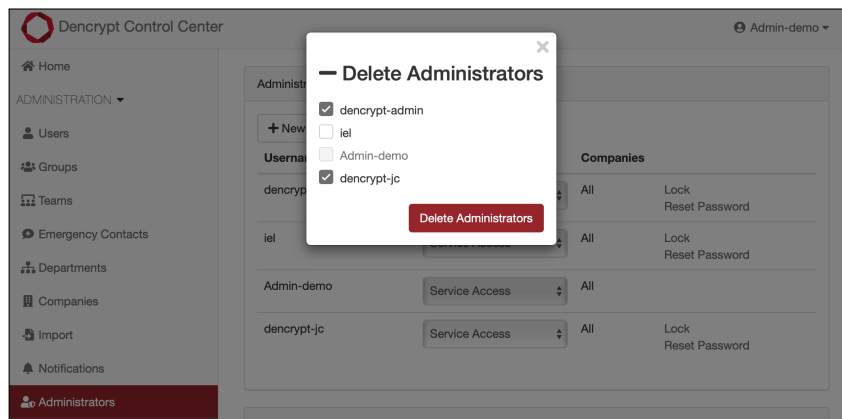 Dencrypt Control Center
Admin-demo
Home
ADMINISTRATION
Users
Groups
Teams
Emergency Contacts
Departments
Companies
Import
Notifications
Administrators
Delete Administrators
dencrypt-admin
iel
Admin-demo
dencrypt-jc
Delete Administrators
Administr
+ New
Userna Companies
dencryp All Lock
Reset Password
iel Service Access All Lock
Reset Password
Admin-demo Service Access All
dencrypt-jc Service Access All Lock
Reset Password